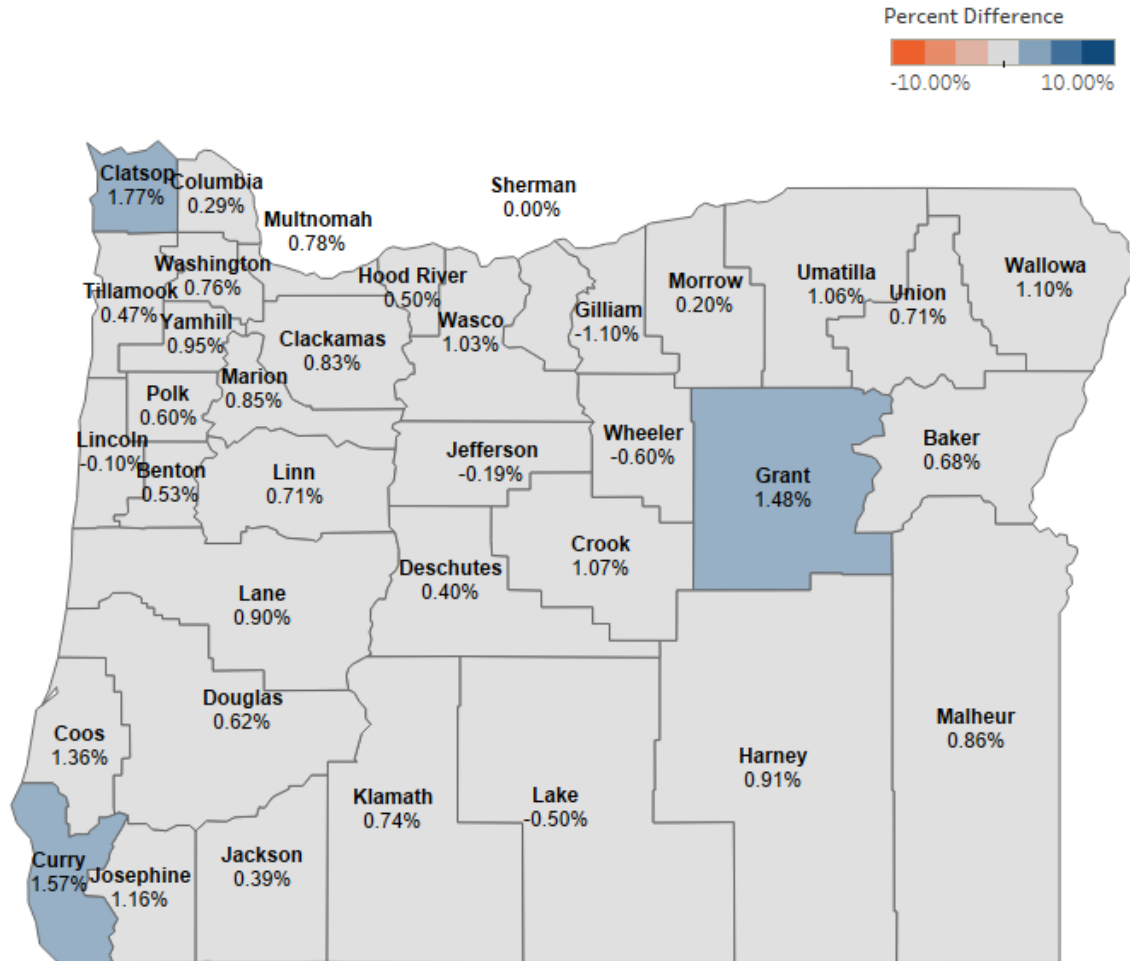 Percent Difference
-10.00% 10.00%
Clatsop
1.77%
Columbia
0.29%
Sherman
0.00%
Multnomah
0.78%
Washington
0.76%
Hood River
0.50%
Tillamook
0.47%
Yamhill
0.95%
Clackamas
0.83%
Wasco
1.03%
Gilliam
-1.10%
Morrow
0.20%
Umatilla
1.06%
Union
0.71%
Wallowa
1.10%
Polk
0.60%
Marion
0.85%
Lincoln
-0.10%
Benton
0.53%
Linn
0.71%
Jefferson
-0.19%
Wheeler
-0.60%
Grant
1.48%
Baker
0.68%
Lane
0.90%
Deschutes
0.40%
Crook
1.07%
Douglas
0.62%
Coos
1.36%
Malheur
0.86%
Harney
0.91%
Klamath
0.74%
Lake
-0.50%
Curry
1.57%
Josephine
1.16%
Jackson
0.39%